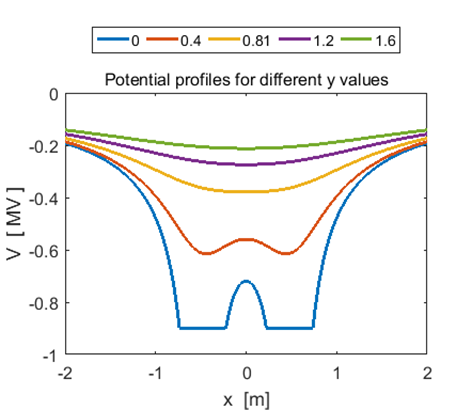 0 0.4 0.81 1.2 1.6
Potential profiles for different y values
0
-0.2
-0.4
-0.6
-0.8
-1
V [ MV]
-2 -1 0 1 2
x [m]